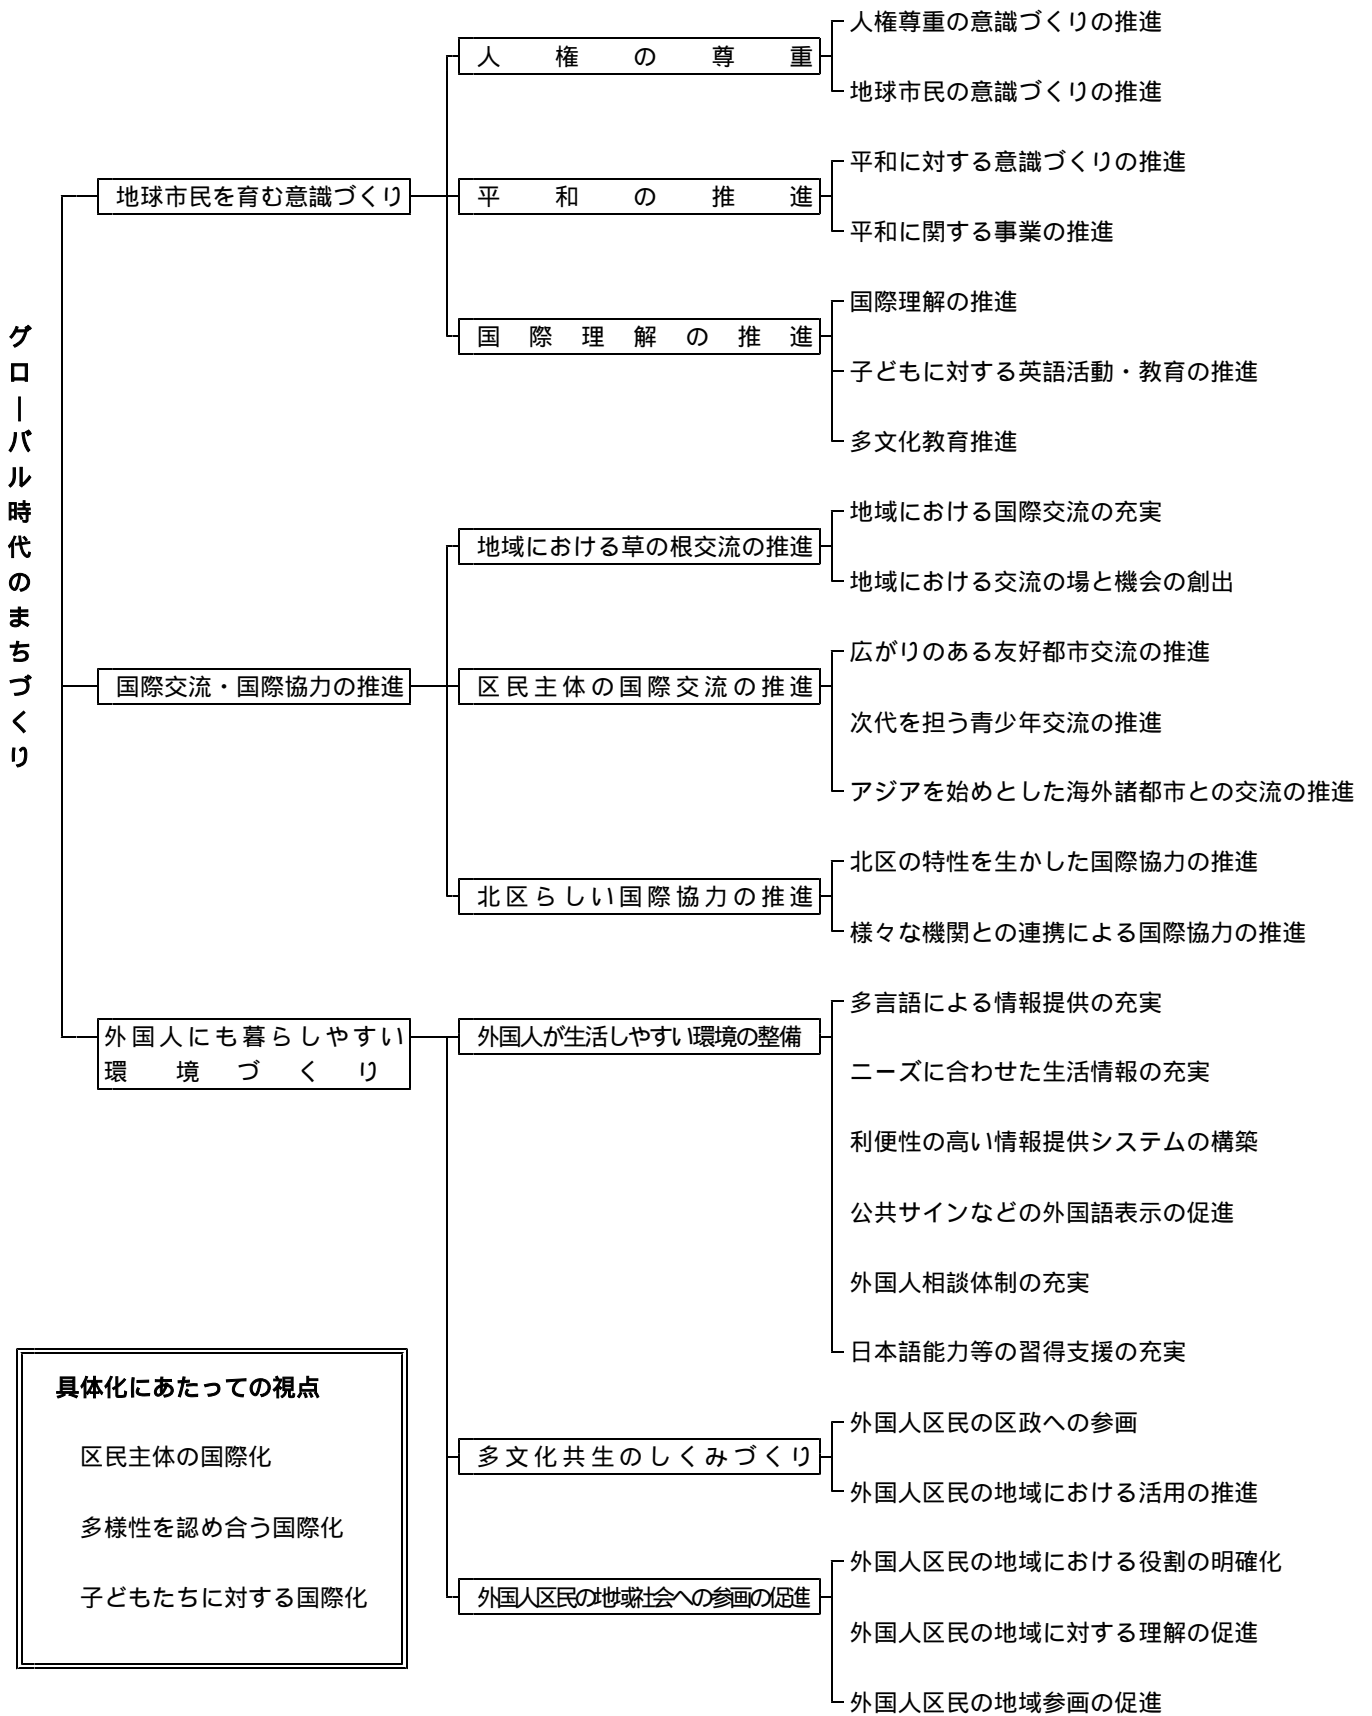 グローバル時代のまちづくり
地球市民を育む意識づくり
人権の尊重
人権尊重の意識づくりの推進
地球市民の意識づくりの推進
平和の推進
平和に対する意識づくりの推進
平和に関する事業の推進
国際理解の推進
国際理解の推進
子どもに対する英語活動・教育の推進
多文化教育推進
国際交流・国際協力の推進
地域における草の根交流の推進
地域における国際交流の充実
地域における交流の場と機会の創出
区民主体の国際交流の推進
広がりのある友好都市交流の推進
次代を担う青少年交流の推進
アジアを始めとした海外諸都市との交流の推進
北区らしい国際協力の推進
北区の特性を生かした国際協力の推進
様々な機関との連携による国際協力の推進
外国人にも暮らしやすい
環境づくり
外国人が生活しやすい環境の整備
多言語による情報提供の充実
ニーズに合わせた生活情報の充実
利便性の高い情報提供システムの構築
公共サインなどの外国語表示の促進
外国人相談体制の充実
日本語能力等の習得支援の充実
多文化共生のしくみづくり
外国人区民の区政への参画
外国人区民の地域における活用の推進
外国人区民の地域社会への参画の促進
外国人区民の地域における役割の明確化
外国人区民の地域に対する理解の促進
外国人区民の地域参画の促進
具体化にあたっての視点
区民主体の国際化
多様性を認め合う国際化
子どもたちに対する国際化